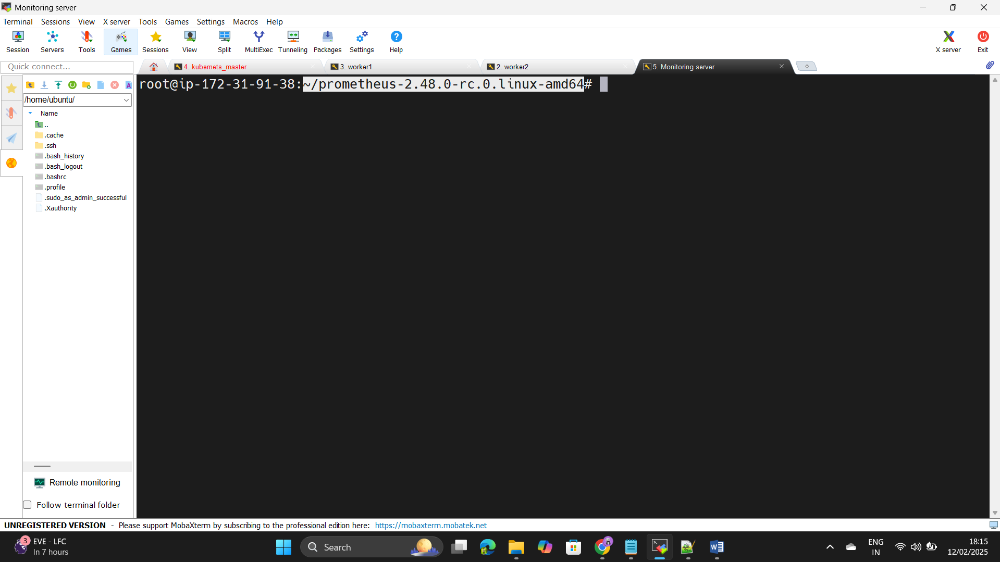 Monitoring server
Terminal Sessions View X server Tools Games Settings Macros Help
Session Servers Tools Games Sessions View Split MultiExec Tunneling Packages Settings Help X server Exit
Quick connect...
4. kubernets_master
3. worker1
2. worker2
5. Monitoring server
/home/ubuntu/
Name
..
.cache
.ssh
.bash_history
.bash_logout
.bashrc
.profile
.sudo_as_admin_successful
.Xauthority
root@ip-172-31-91-38:~/prometheus-2.48.0-rc.0.linux-amd64#
Remote monitoring
Follow terminal folder
UNREGISTERED VERSION - Please support MobaXterm by subscribing to the professional edition here: https://mobaxterm.mobatek.net
3
EVE - LFC
In 7 hours
Search
ENG
IN
18:15
12/02/2025